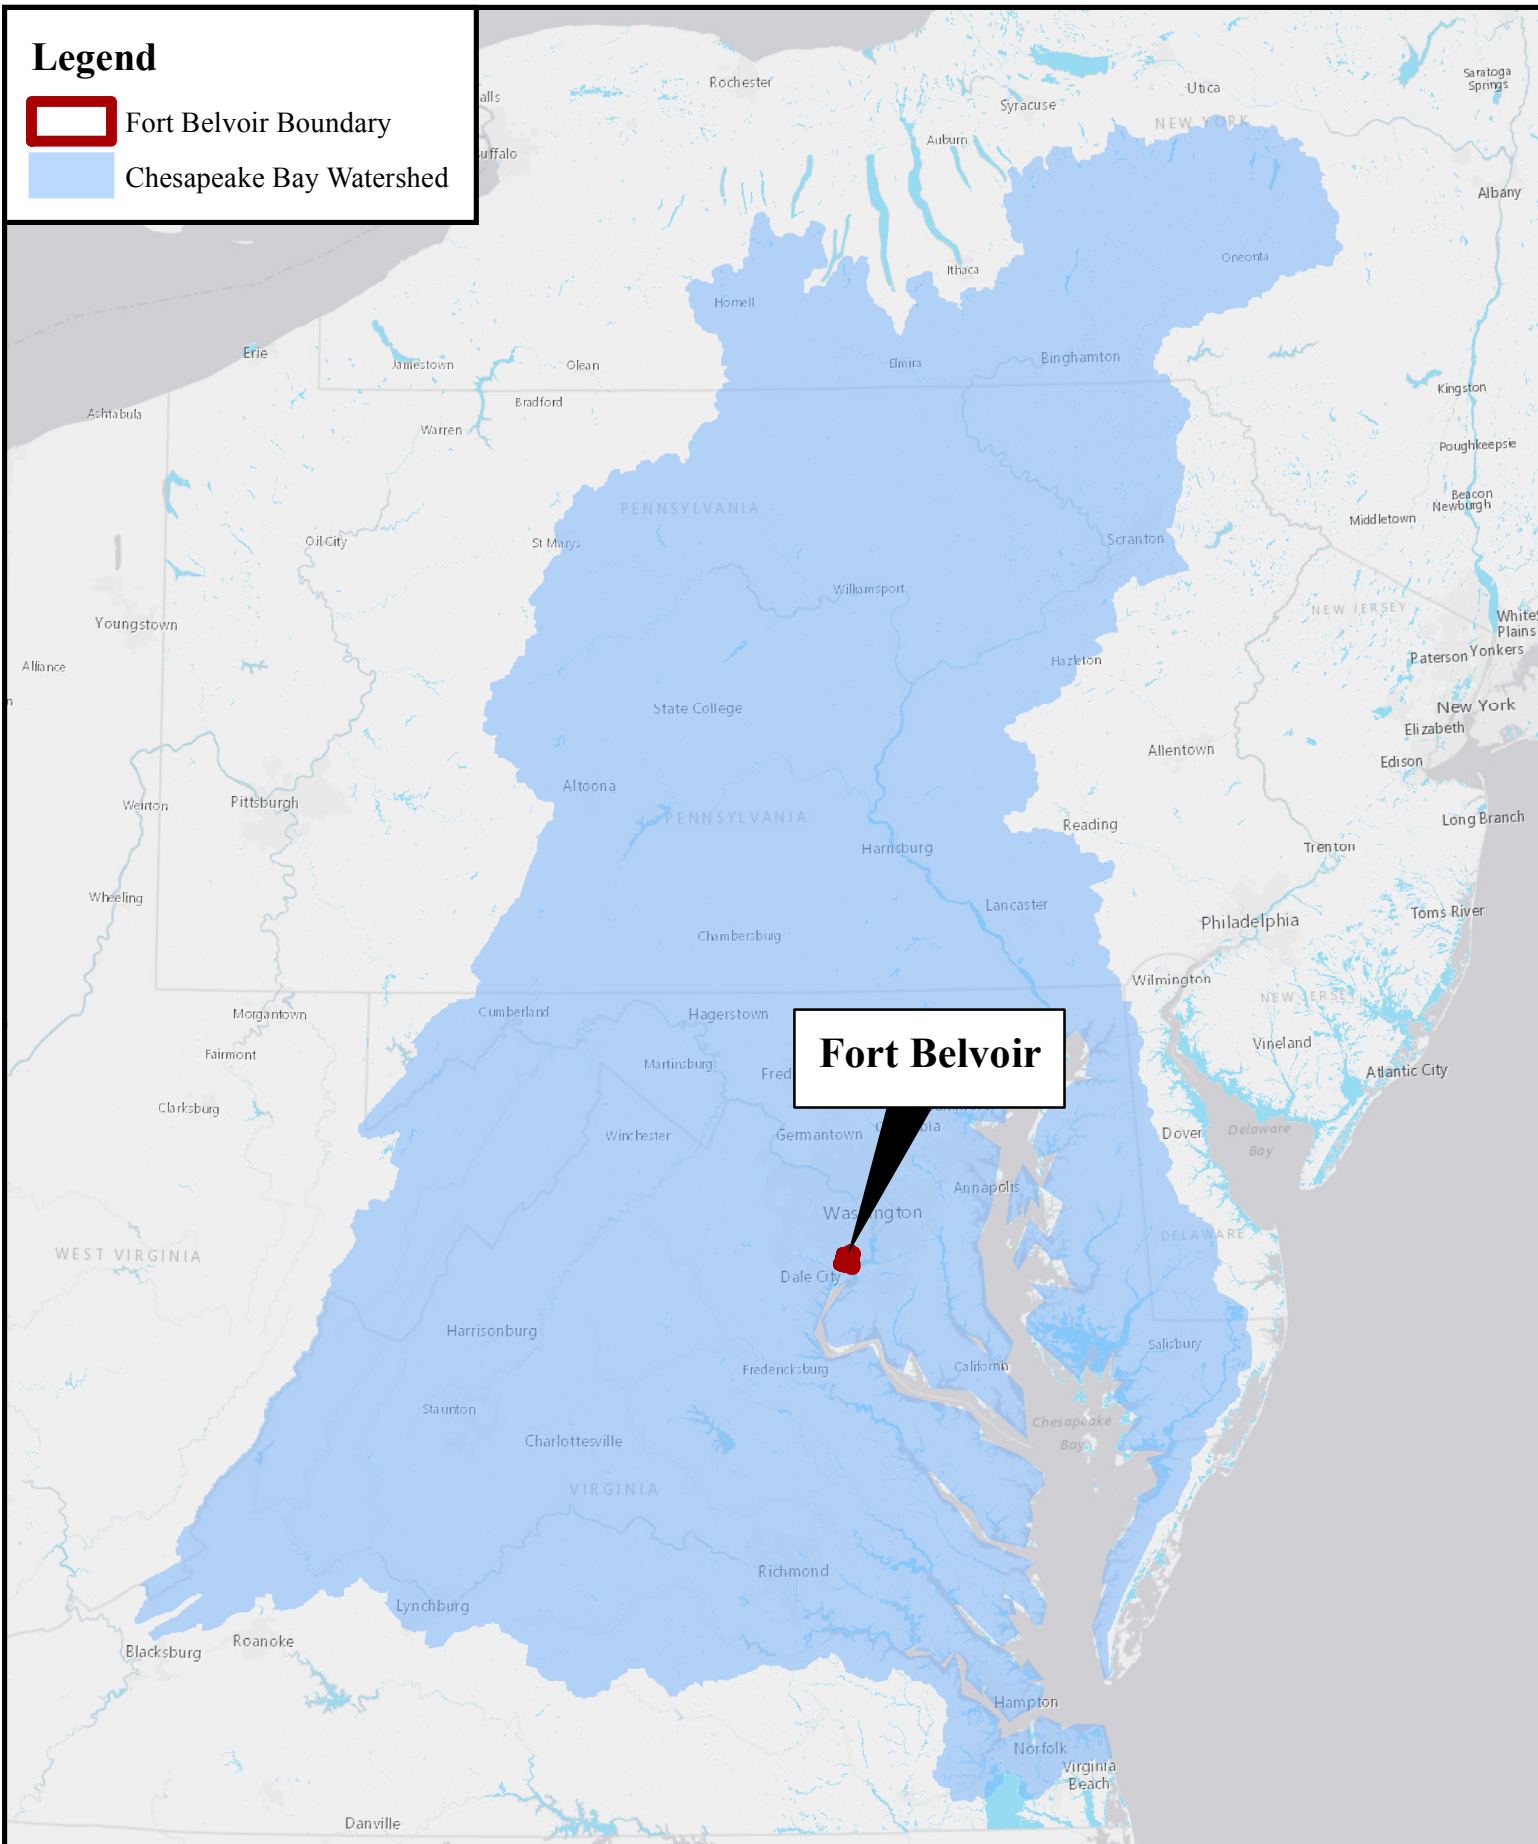 Legend
Fort Belvoir Boundary
Chesapeake Bay Watershed
Rochester
Syracuse
Utica
Saratoga
Springs
NEW YORK
Auburn
Albany
Ithaca
Oneonta
Hornell
Erie
Jamestown
Olean
Elmira
Binghamton
Kingston
Bradford
Ashtabula
Warren
Poughkeepsie
Beacon
Newburgh
PENNSYLVANIA
Middletown
Oil City
St Marys
Scranton
Williamsport
NEW JERSEY
White
Plains
Youngstown
Yonkers
Paterson
Alliance
Hazleton
State College
New York
Elizabeth
Allentown
Edison
Altoona
Weirton
Pittsburgh
PENNSYLVANIA
Reading
Long Branch
Harrisburg
Trenton
Wheeling
Lancaster
Toms River
Philadelphia
Chambersburg
Wilmington
NEW JERSEY
Morgantown
Cumberland
Hagerstown
Fort Belvoir
Vineland
Fairmont
Martinsburg
Fred
Atlantic City
Clarksburg
Winchester
Germantown
Dover
Delaware
Bay
Annapolis
Washington
WEST VIRGINIA
DELAWARE
Dale City
Harrisonburg
Salisbury
Fredericksburg
California
Staunton
Chesapeake
Bay
Charlottesville
VIRGINIA
Richmond
Lynchburg
Roanoke
Blacksburg
Hampton
Norfolk
Virginia
Beach
Danville